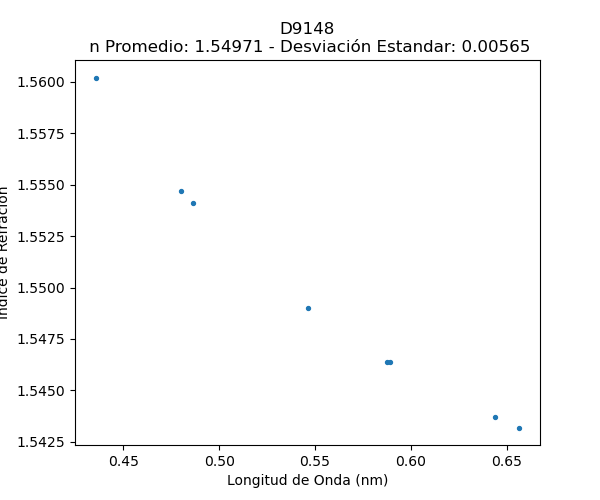 D9148
n Promedio: 1.54971 - Desviación Estandar: 0.00565
1.5600
1.5575
1.5550
1.5525
1.5500
1.5475
1.5450
1.5425
Indice de Refracion
0.45 0.50 0.55 0.60 0.65
Longitud de Onda (nm)